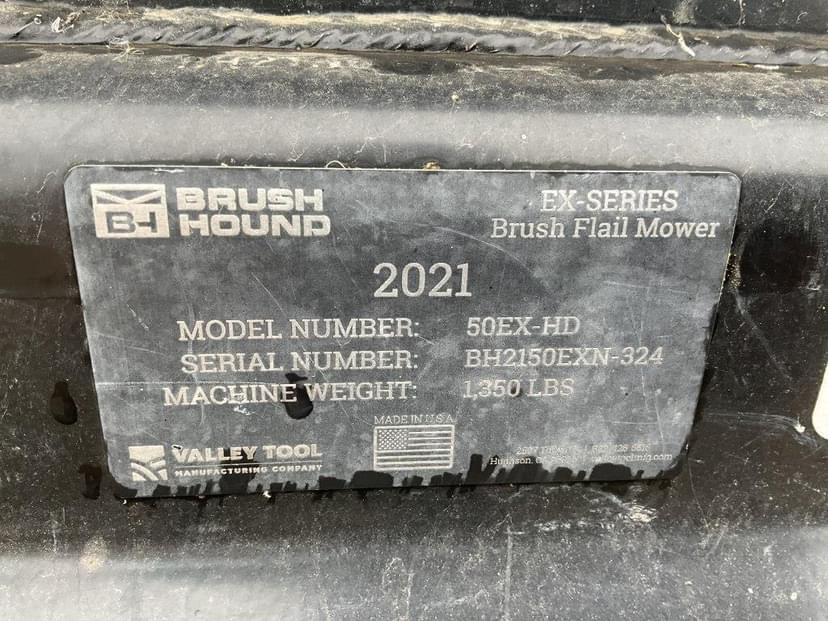 BH BRUSH HOUND
EX-SERIES
Brush Flail Mower
2021
MODEL NUMBER: 50EX-HD
SERIAL NUMBER: BH2150EXN-324
MACHINE WEIGHT: 1,350 LBS
MADE IN U.S.A.
VALLEY TOOL
MANUFACTURING COMPANY